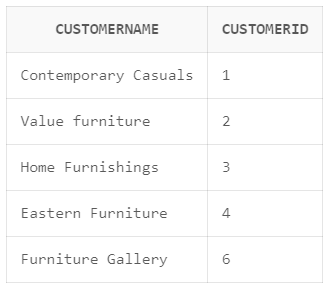 CUSTOMERNAME CUSTOMERID
Contemporary Casuals 1
Value furniture 2
Home Furnishings 3
Eastern Furniture 4
Furniture Gallery 6